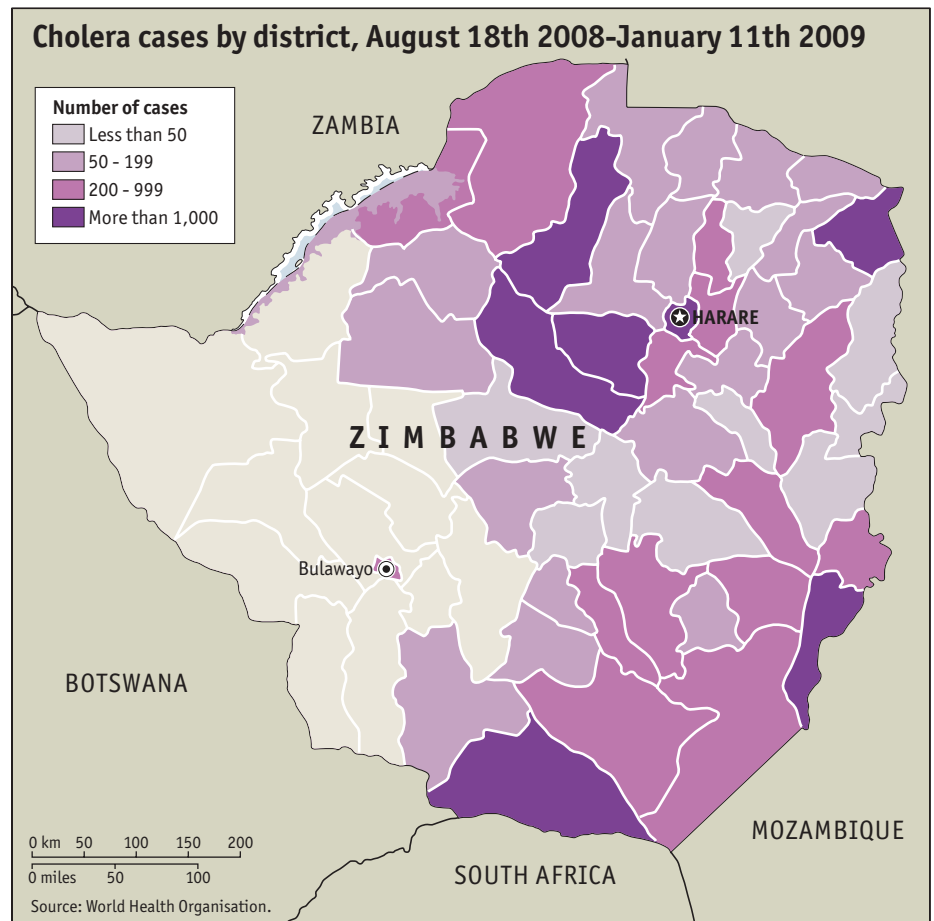 Cholera cases by district, August 18th 2008-January 11th 2009
Number of cases
Less than 50
50 - 199
200 - 999
More than 1,000
ZAMBIA
HARARE
ZIMBABWE
Bulawayo
BOTSWANA
MOZAMBIQUE
SOUTH AFRICA
0 km 50 100 150 200
0 miles 50 100
Source: World Health Organisation.